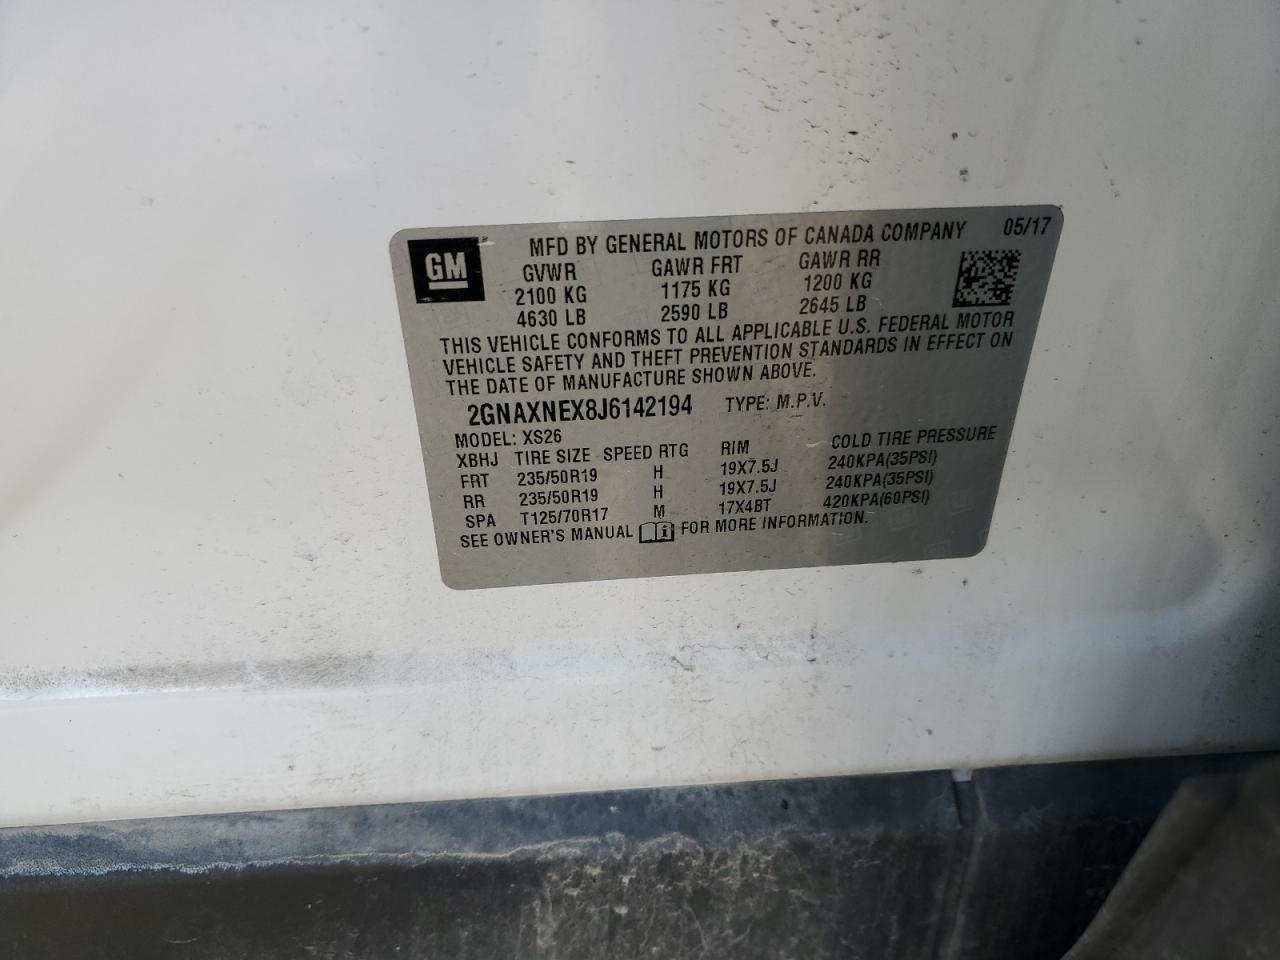 GM
MFD BY GENERAL MOTORS OF CANADA COMPANY 05/17
GVWR GAWR FRT GAWR RR
2100 KG 1175 KG 1200 KG
4630 LB 2590 LB 2645 LB
THIS VEHICLE CONFORMS TO ALL APPLICABLE U.S. FEDERAL MOTOR
VEHICLE SAFETY AND THEFT PREVENTION STANDARDS IN EFFECT ON
THE DATE OF MANUFACTURE SHOWN ABOVE.
2GNAXNEX8J6142194 TYPE: M.P.V.
MODEL: XS26
XBHJ TIRE SIZE SPEED RTG RIM COLD TIRE PRESSURE
FRT 235/50R19 H 19X7.5J 240KPA(35PSI)
RR 235/50R19 H 19X7.5J 240KPA(35PSI)
SPA T125/70R17 M 17X4BT 420KPA(60PSI)
SEE OWNER'S MANUAL i FOR MORE INFORMATION.